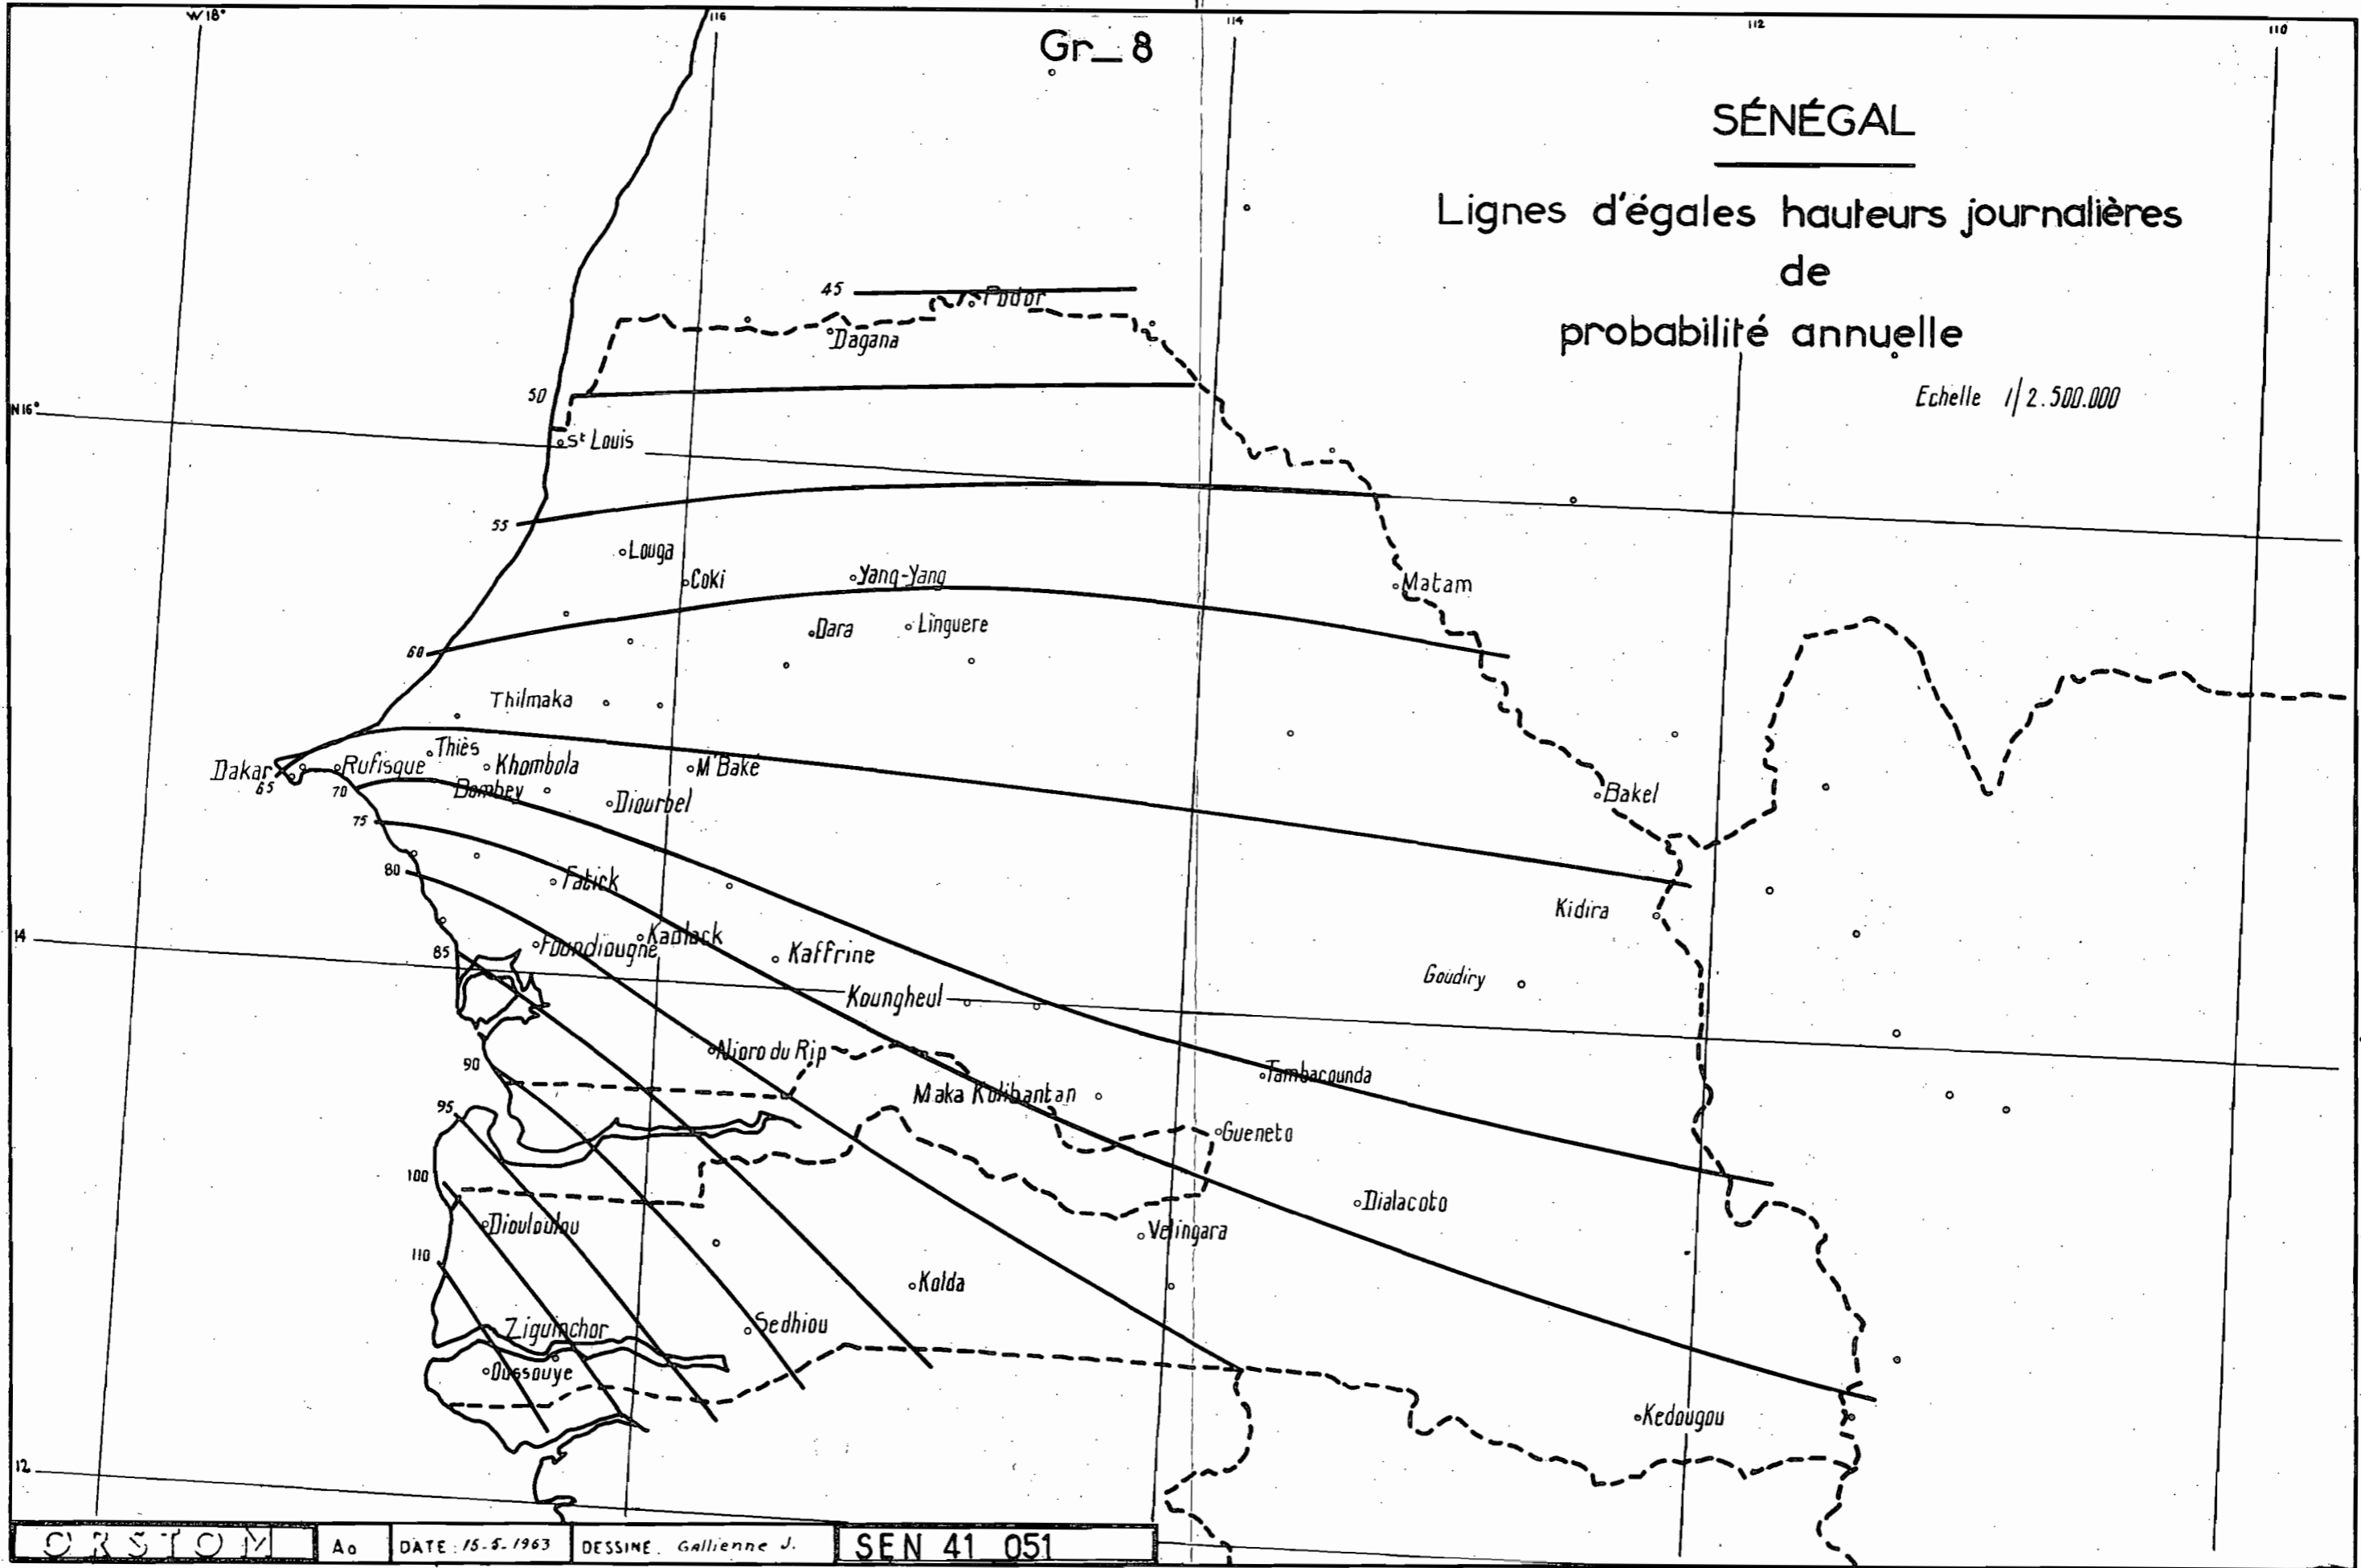 W 18°
116
114
112
110
Gr_8
SÉNÉGAL
Lignes d'égales hauteurs journalières
de
probabilité annuelle
Echelle 1/2.500.000
45
Podor
Dagana
50
N16°
St Louis
55
Louga
Coki
Yang-Yang
Matam
Dara
Linguere
60
Thilmaka
Thiès
Dakar
Rufisque
Khombola
M'Baké
65
70
Bambey
Diourbel
Bakel
75
80
Fatick
Kidira
14
Kaolack
Foundiougne
Kaffrine
85
Goudiry
Koungheul
Nioro du Rip
90
Tambacounda
Maka Kolibantan
95
Gueneto
100
Dialacoto
Diouloulou
Velingara
110
Kolda
Ziguinchor
Sedhiou
Oussouye
Kedougou
12
ORSTOM
Ao
DATE : 15-5-1963
DESSINE. Gallienne J.
SEN 41 051